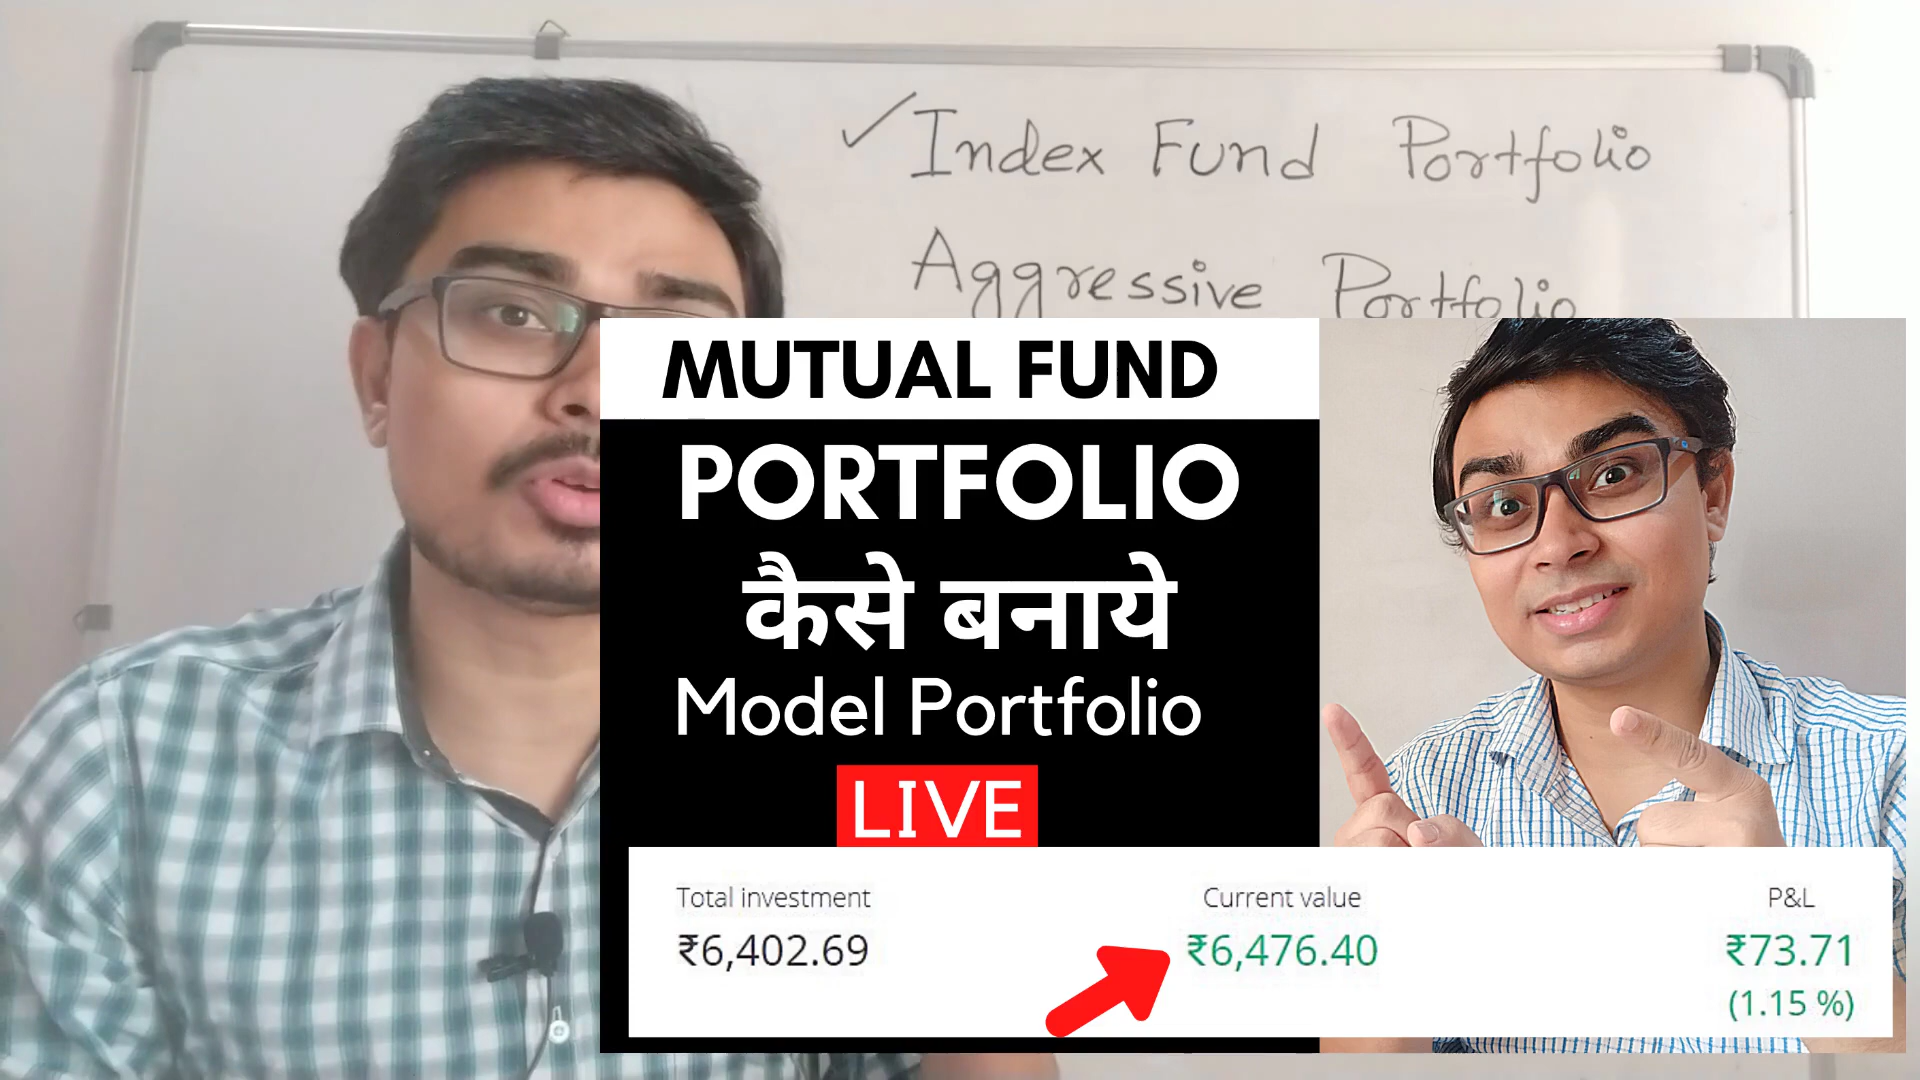 ✓ Index Fund Portfolio
Aggressive Portfolio
MUTUAL FUND
PORTFOLIO
कैसे बनाये
Model Portfolio
LIVE
Total investment
Current value
P&L
₹6,402.69
₹6,476.40
₹73.71
(1.15 %)